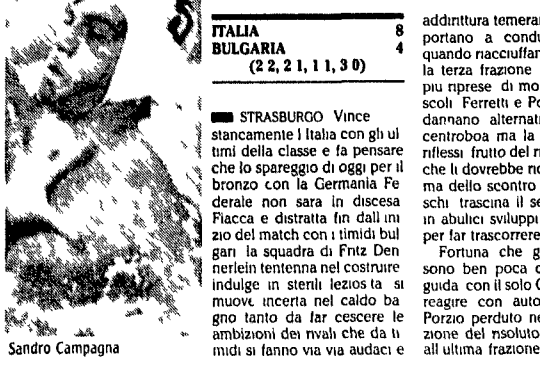 ITALIA 8
BULGARIA 4
(2 2, 2 1, 1 1, 3 0)
STRASBURGO Vince
stancamente l Italia con gli ul
timi della classe e fa pensare
che lo spareggio di oggi per il
bronzo con la Germania Fe
derale non sara in discesa
Fiacca e distratta fin dall ini
zio del match con i timidi bul
gari la squadra di Fritz Den
nerlein tentenna nel costruire
indulge in sterili leziosita si
muove incerta nel caldo ba
gno tanto da far cescere le
ambizioni dei rivali che da ti
midi si fanno via via audaci e
addirittura temerar
portano a condu
quando riacciuffan
la terza frazione
piu riprese di mo
scoli Ferretti e Po
dannano alternati
centroboa ma la
riflessi frutto del ri
che li dovrebbe ric
ma dello scontro
schi trascina il se
in abulici sviluppi
per far trascorrere
Fortuna che g
sono ben poca c
guida con il solo C
reagire con auto
Porzio perduto ne
zione del risoluto
all ultima frazione
Sandro Campagna